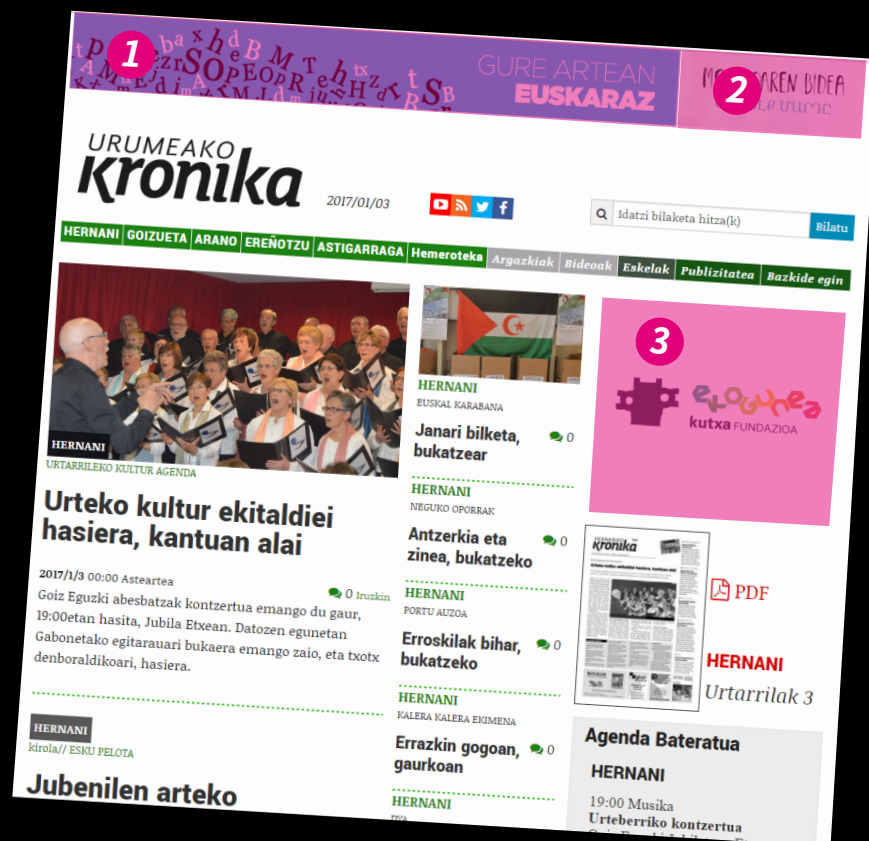 1
GURE ARTEAN
EUSKARAZ
2
BIDEA
URUMEAKO
Kronika
2017/01/03
Idatzi bilaketa hitza(k)
Bilatu
HERNANI GOIZUETA ARANO EREÑOTZU ASTIGARRAGA Hemeroteka Argazkiak Bideoak Eskelak Publizitatea Bazkide egin
HERNANI
URTARRILEKO KULTUR AGENDA
Urteko kultur ekitaldiei
hasiera, kantuan alai
2017/1/3 00:00 Asteartea
0 Iruzkin
Goiz Eguzki abesbatzak kontzertua emango du gaur,
19:00etan hasita, Jubila Etxean. Datozen egunetan
Gabonetako egitarauari bukaera emango zaio, eta txotx
denboraldikoari, hasiera.
HERNANI
kirola// ESKU PELOTA
Jubenilen arteko
HERNANI
EUSKAL KARABANA
Janari bilketa,
bukatzear
0
HERNANI
NEGUKO OPORRAK
Antzerkia eta
zinea, bukatzeko
0
HERNANI
PORTU AUZOA
Erroskilak bihar,
bukatzeko
0
HERNANI
KALERA KALERA EKIMENA
Errazkin gogoan,
gaurkoan
0
HERNANI
DYA
3
ekogunea
kutxa FUNDAZIOA
Kronika
PDF
HERNANI
Urtarrilak 3
Agenda Bateratua
HERNANI
19:00 Musika
Urteberriko kontzertua